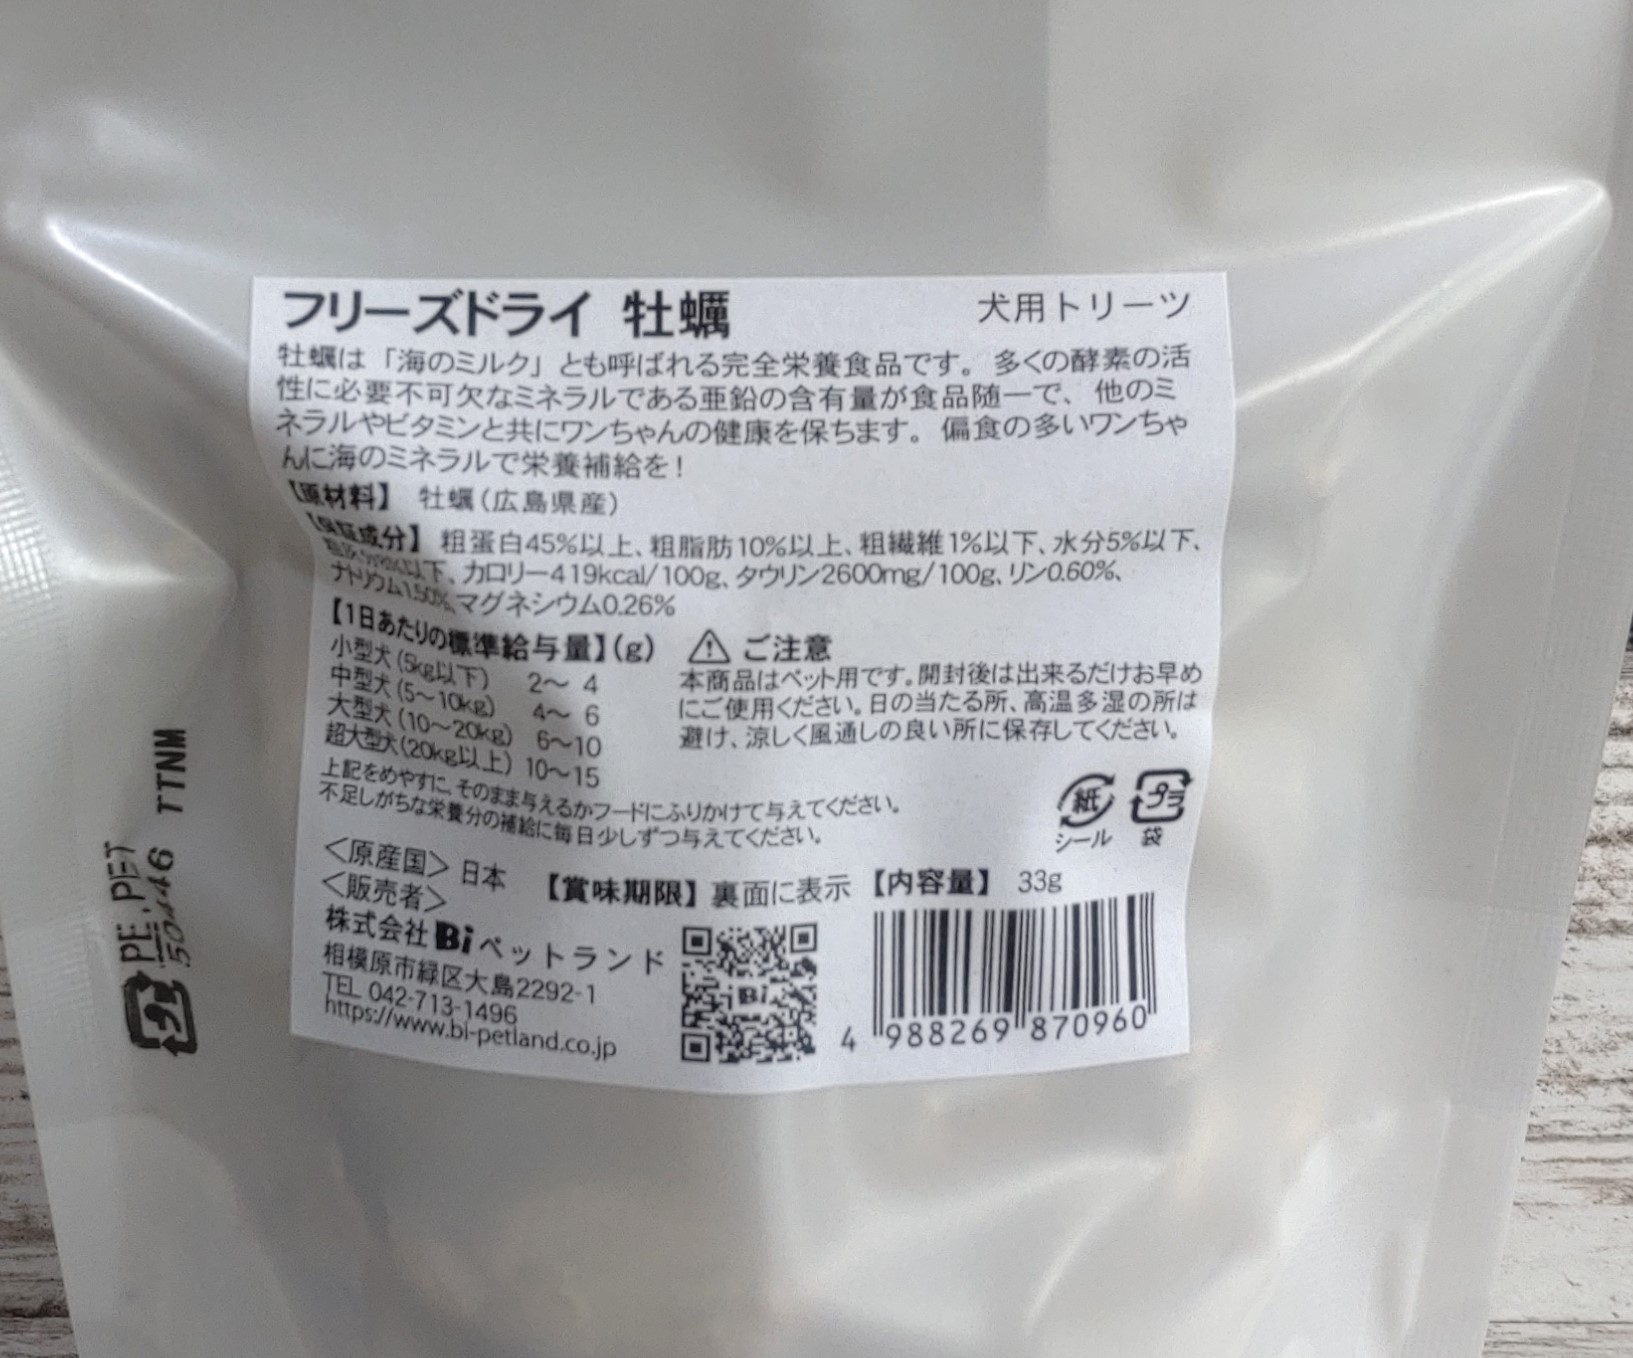 フリーズドライ 牡蠣
犬用トリーツ
牡蠣は「海のミルク」とも呼ばれる完全栄養食品です。多くの酵素の活
性に必要不可欠なミネラルである亜鉛の含有量が食品随一で、他のミ
ネラルやビタミンと共にワンちゃんの健康を保ちます。偏食の多いワンちゃ
んに海のミネラルで栄養補給を!
【原材料】 牡蠣(広島県産)
【保証成分】 粗蛋白45%以上、粗脂肪10%以上、粗繊維1%以下、水分5%以下、
以下、カロリー419kcal/100g、タウリン2600mg/100g、リン0.60%、
ナトリウム1.50%、マグネシウム0.26%
【1日あたりの標準給与量】(g)
小型犬(5kg以下) 2～4
中型犬(5～10kg) 4～6
大型犬(10～20kg) 6～10
超大型犬(20kg以上) 10～15
上記をめやすに、そのまま与えるかフードにふりかけて与えてください。
不足しがちな栄養分の補給に毎日少しずつ与えてください。
ご注意
本商品はペット用です。開封後は出来るだけお早め
にご使用ください。日の当たる所、高温多湿の所は
避け、涼しく風通しの良い所に保存してください。
紙 プラ
シール 袋
<原産国> 日本
【賞味期限】裏面に表示 【内容量】 33g
<販売者>
株式会社Biペットランド
相模原市緑区大島2292-1
TEL 042-713-1496
https://www.bi-petland.co.jp
Bi
4 988269 870960
プラ PE,PET
50446 TTNM